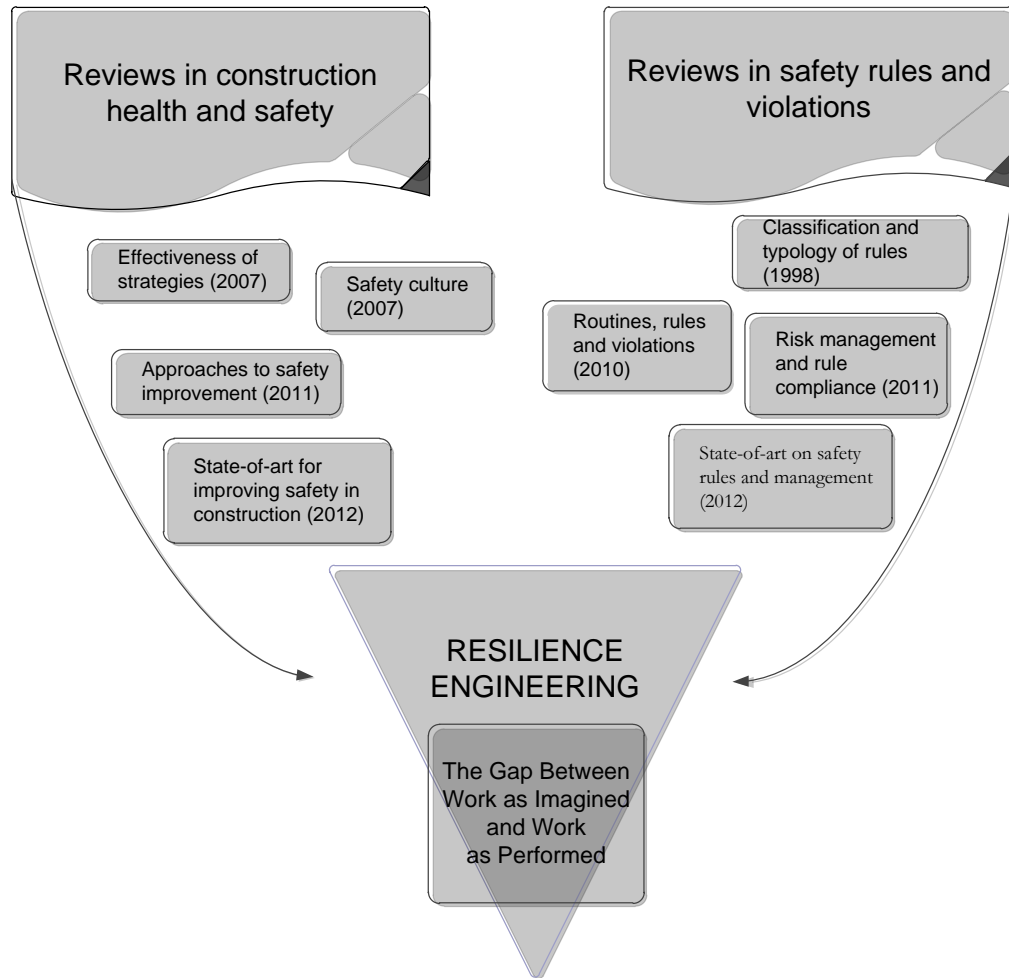 Reviews in construction
health and safety
Reviews in safety rules and
violations
Effectiveness of
strategies (2007)
Safety culture
(2007)
Approaches to safety
improvement (2011)
State-of-art for
improving safety in
construction (2012)
Classification and
typology of rules
(1998)
Routines, rules
and violations
(2010)
Risk management
and rule
compliance (2011)
State-of-art on safety
rules and management
(2012)
RESILIENCE
ENGINEERING
The Gap Between
Work as Imagined
and Work
as Performed